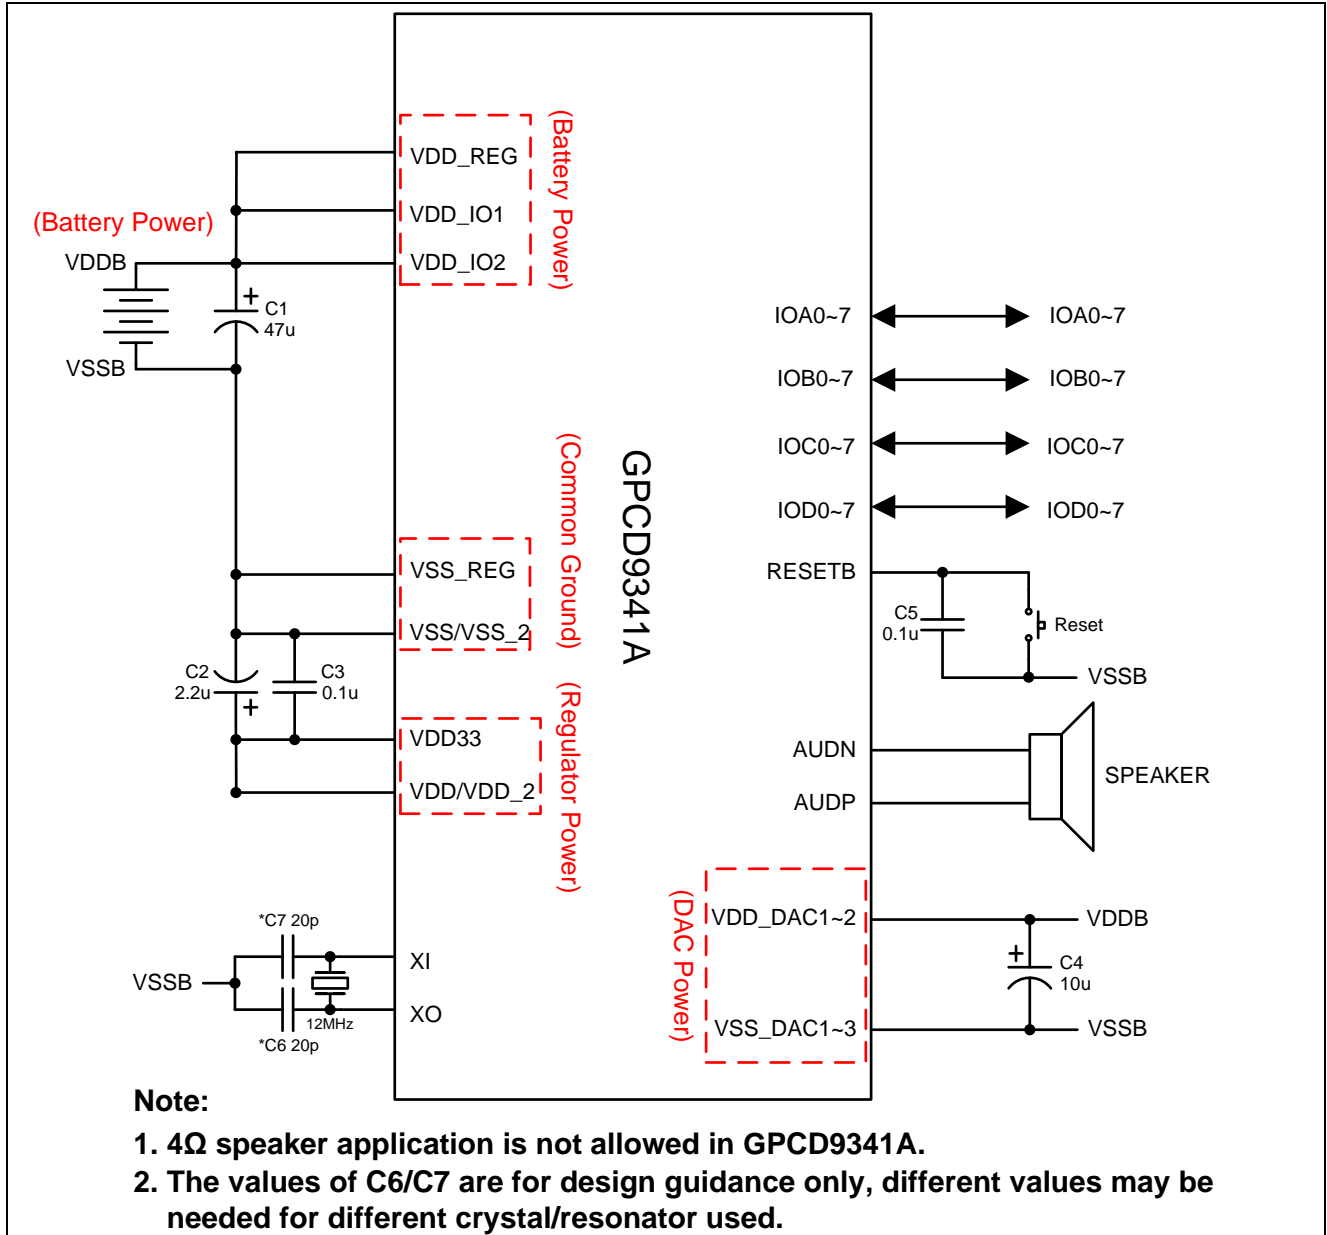 (Battery Power)
VDD_REG
VDD_IO1
VDD_IO2
(Battery Power)
VDDB
VSSB
+
C1
47u
(Common Ground)
VSS_REG
VSS/VSS_2
C2
2.2u
+
C3
0.1u
(Regulator Power)
VDD33
VDD/VDD_2
*C7 20p
VSSB
12MHz
*C6 20p
XI
XO
GPCD9341A
IOA0~7
IOA0~7
IOB0~7
IOB0~7
IOC0~7
IOC0~7
IOD0~7
IOD0~7
RESETB
C5
0.1u
Reset
VSSB
AUDN
AUDP
SPEAKER
(DAC Power)
VDD_DAC1~2
VDDB
+
C4
10u
VSS_DAC1~3
VSSB
Note:
1. 4Ω speaker application is not allowed in GPCD9341A.
2. The values of C6/C7 are for design guidance only, different values may be
needed for different crystal/resonator used.